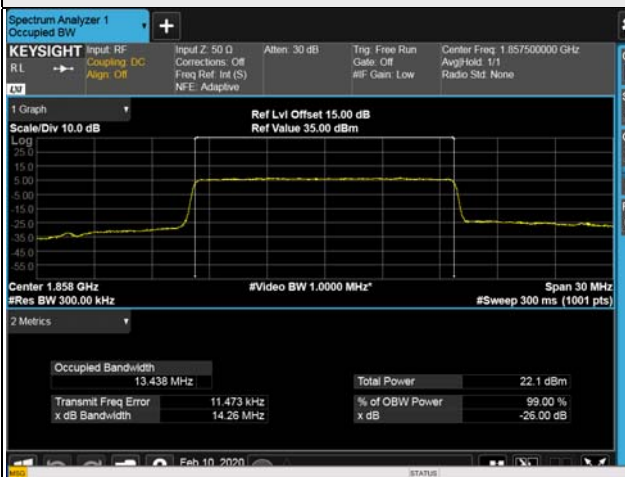 Spectrum Analyzer 1
Occupied BW
+
KEYSIGHT Input: RF Input Z: 50 Ω Atten: 30 dB Trig: Free Run Center Freq: 1.857500000 GHz
RL Coupling: DC Corrections: Off Gate: Off Avg|Hold: 1/1
Align: Off Freq Ref: Int (S) #IF Gain: Low Radio Std: None
LXI NFE: Adaptive
1 Graph Ref Lvl Offset 15.00 dB
Scale/Div 10.0 dB Ref Value 35.00 dBm
Log
25.0
15.0
5.00
-5.00
-15.0
-25.0
-35.0
-45.0
-55.0
Center 1.858 GHz #Video BW 1.0000 MHz* Span 30 MHz
#Res BW 300.00 kHz #Sweep 300 ms (1001 pts)
2 Metrics
Occupied Bandwidth
13.438 MHz Total Power 22.1 dBm
Transmit Freq Error 11.473 kHz % of OBW Power 99.00 %
x dB Bandwidth 14.26 MHz x dB -26.00 dB
Feb 10, 2020
MSG STATUS